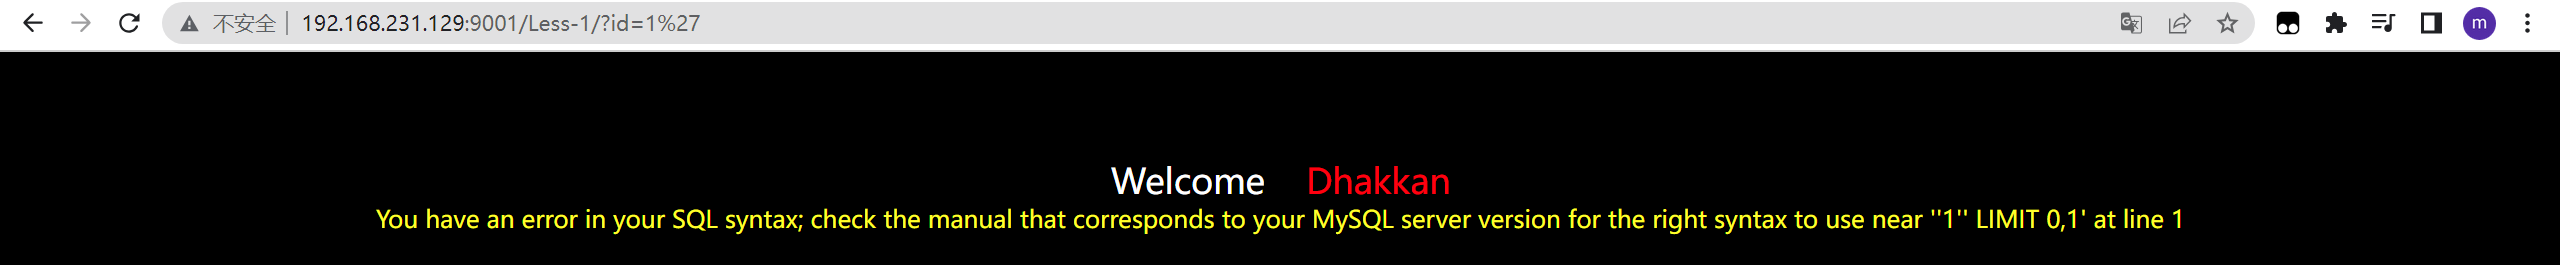 不安全 192.168.231.129:9001/Less-1/?id=1%27 m
Welcome Dhakkan
You have an error in your SQL syntax; check the manual that corresponds to your MySQL server version for the right syntax to use near ''1'' LIMIT 0,1' at line 1